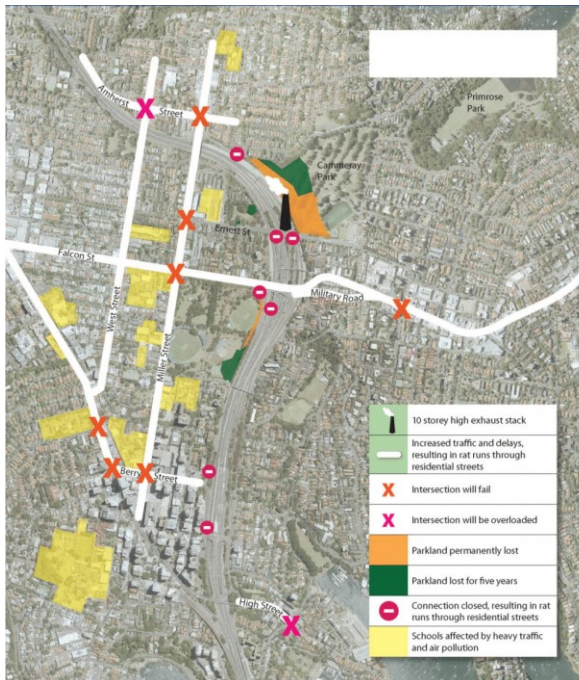 Primrose
Park
Amherst
Street
Cammeray
Park
Ernest St
Falcon St
West Street
Miller Street
Military Road
Berry Street
High Street
10 storey high exhaust stack
Increased traffic and delays,
resulting in rat runs through
residential streets
Intersection will fail
Intersection will be overloaded
Parkland permanently lost
Parkland lost for five years
Connection closed, resulting in rat
runs through residential streets
Schools affected by heavy traffic
and air pollution